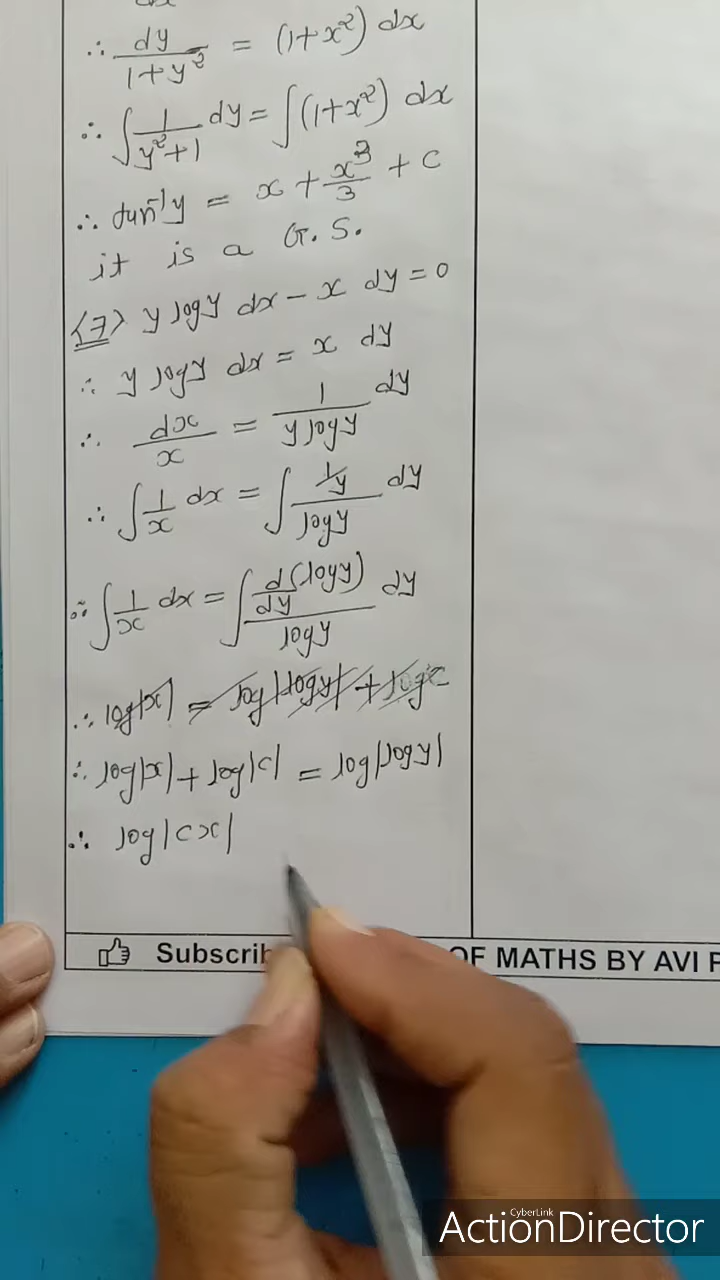 ∴ dy/(1+y²) = (1+x²) dx
∴ ∫ 1/(y²+1) dy = ∫ (1+x²) dx
∴ tan⁻¹y = x + x³/3 + c
it is a G.S.
<7> y logy dx - x dy = 0
∴ y logy dx = x dy
∴ dx/x = 1/(y logy) dy
∴ ∫ 1/x dx = ∫ (1/y)/(logy) dy
∴ ∫ 1/x dx = ∫ (d/dy (logy))/(logy) dy
∴ log|x| = log|logy| + logc
∴ log|x| + log|c| = log|logy|
∴ log|cx|
Subscrib OF MATHS BY AVI
CyberLink
ActionDirector